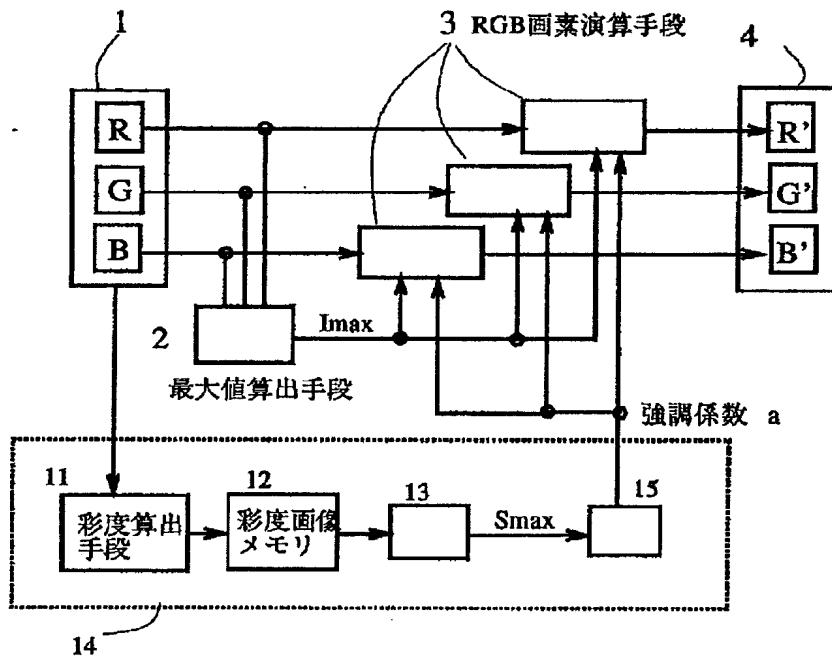 1
3 RGB画素演算手段
4
R
R'
G
G'
B
B'
2
Imax
最大値算出手段
強調係数 a
11
12
13
15
彩度算出
手段
彩度画像
メモリ
Smax
14